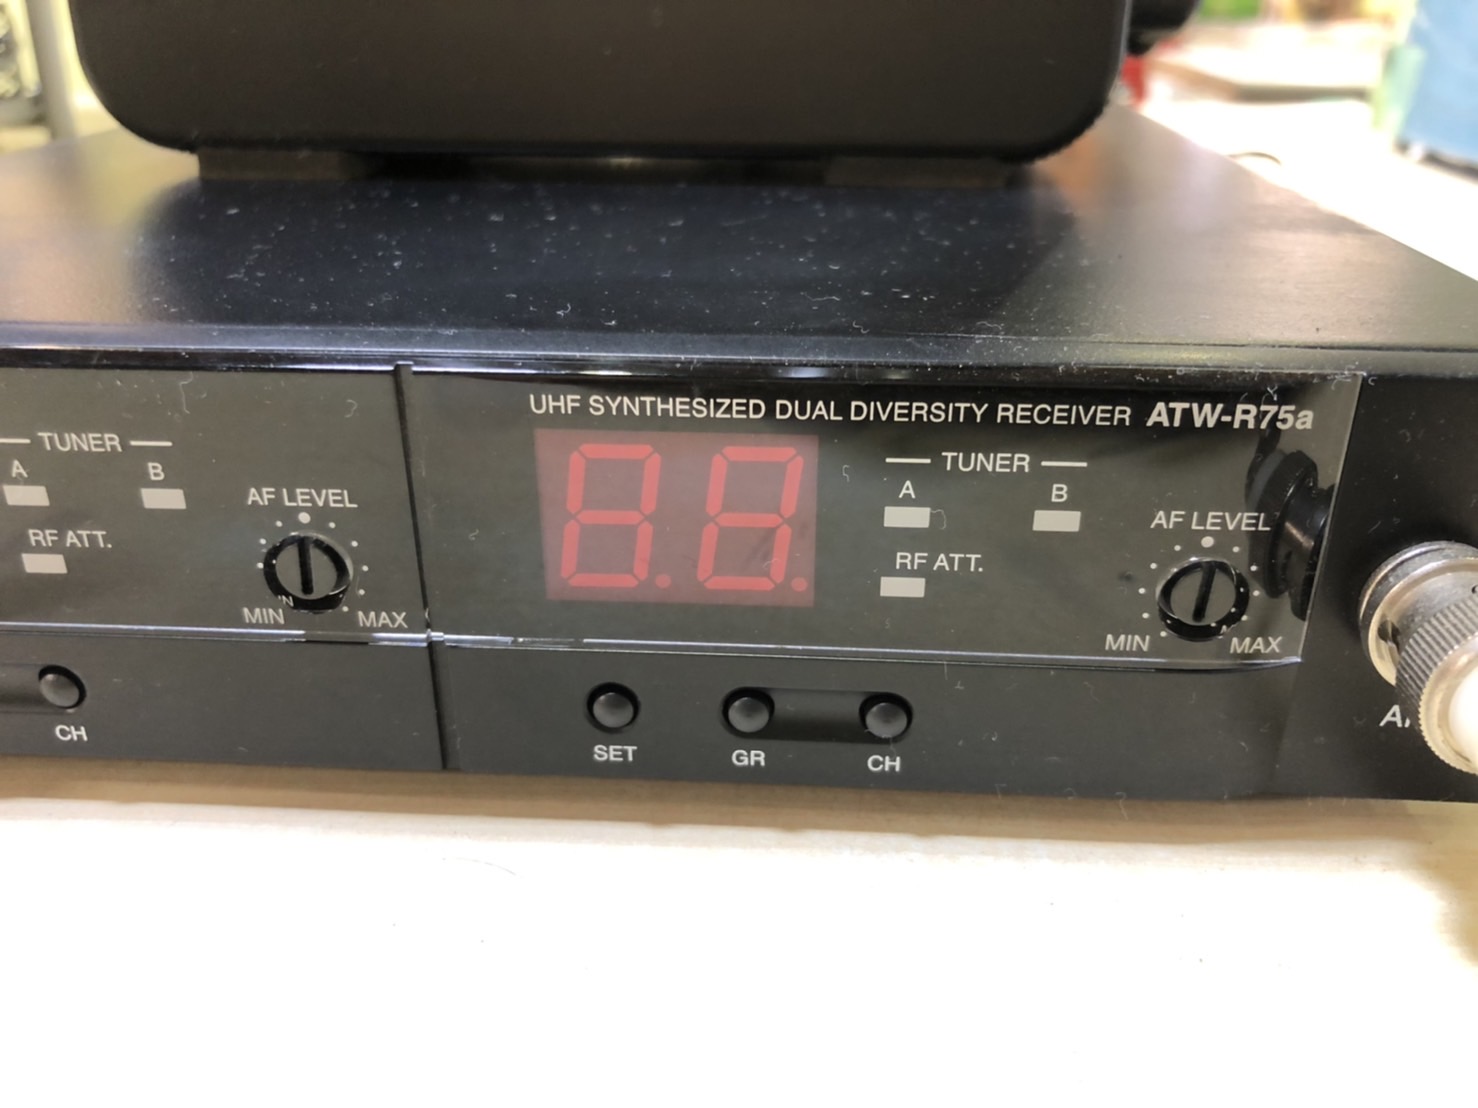 TUNER
A B
AF LEVEL
RF ATT.
MIN MAX
CH
UHF SYNTHESIZED DUAL DIVERSITY RECEIVER ATW-R75a
8.8.
TUNER
A B
AF LEVEL
RF ATT.
MIN MAX
SET GR CH